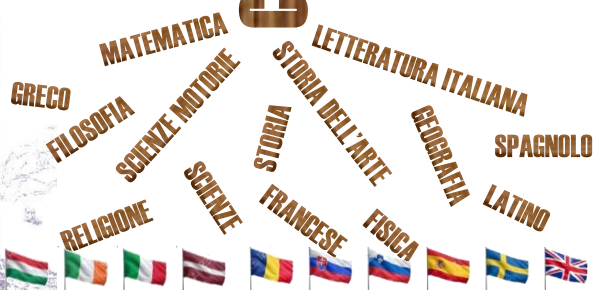 MATEMATICA
LETTERATURA ITALIANA
GRECO
FILOSOFIA
SCIENZE MOTORIE
STORIA
STORIA DELL'ARTE
GEOGRAFIA
SPAGNOLO
RELIGIONE
SCIENZE
FRANCESE
FISICA
LATINO